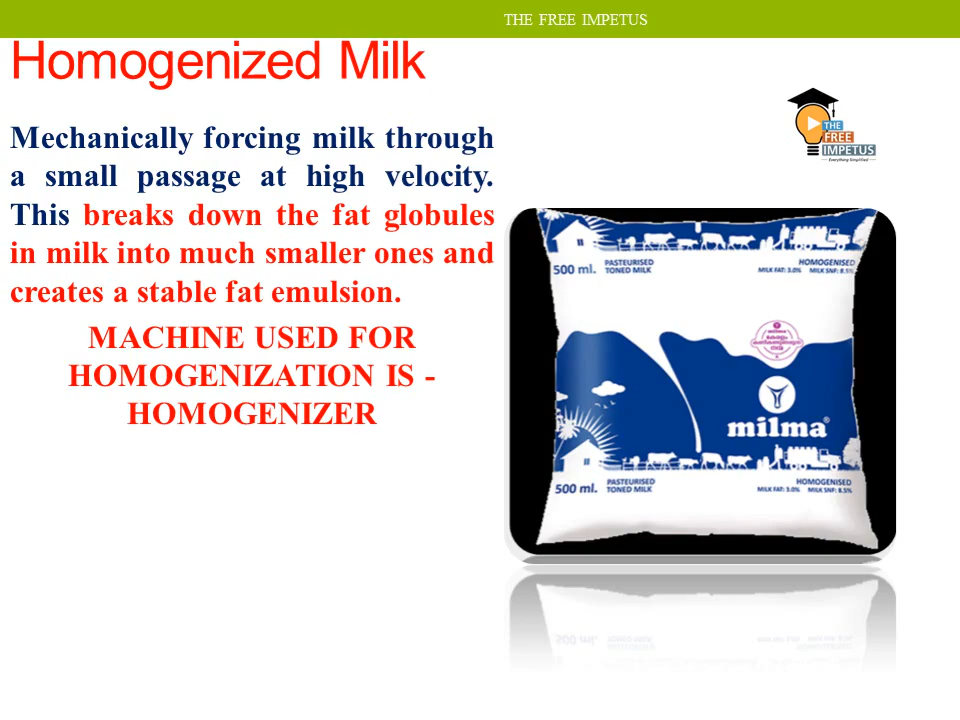 THE FREE IMPETUS
Homogenized Milk
Mechanically forcing milk through
a small passage at high velocity.
This breaks down the fat globules
in milk into much smaller ones and
creates a stable fat emulsion.
MACHINE USED FOR
HOMOGENIZATION IS -
HOMOGENIZER
THE
FREE
IMPETUS
Everything Simplified
500 ml.
PASTEURISED
TONED MILK
HOMOGENISED
MILK FAT: 3.0% MILK SNF: 8.5%
milma
milma®
500 ml.
PASTEURISED
TONED MILK
HOMOGENISED
MILK FAT: 3.0% MILK SNF: 8.5%